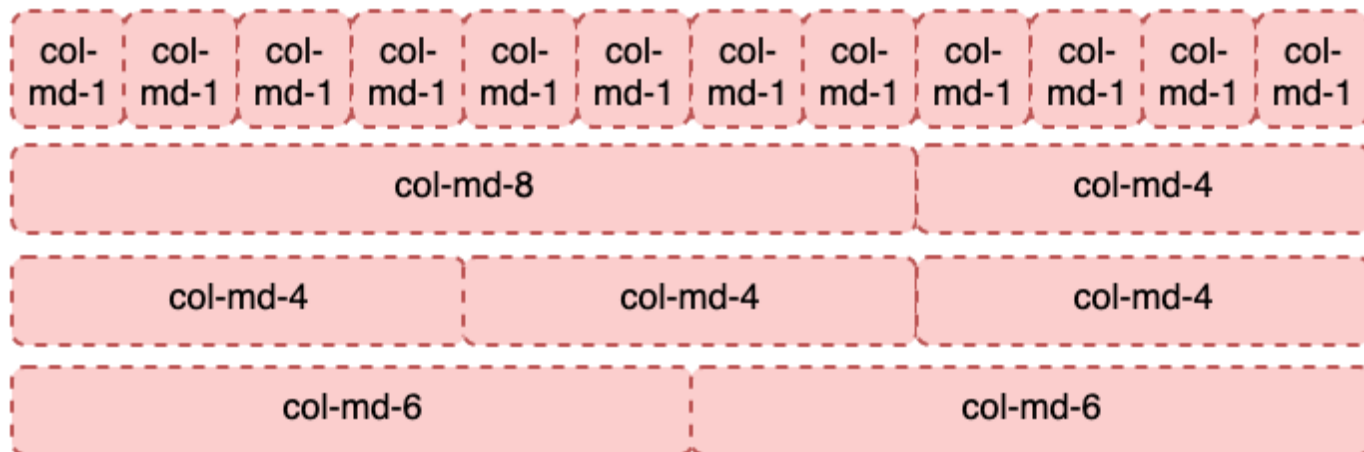 col- col- col- col- col- col- col- col- col- col- col- col-
md-1 md-1 md-1 md-1 md-1 md-1 md-1 md-1 md-1 md-1 md-1 md-1
col-md-8 col-md-4
col-md-4 col-md-4 col-md-4
col-md-6 col-md-6